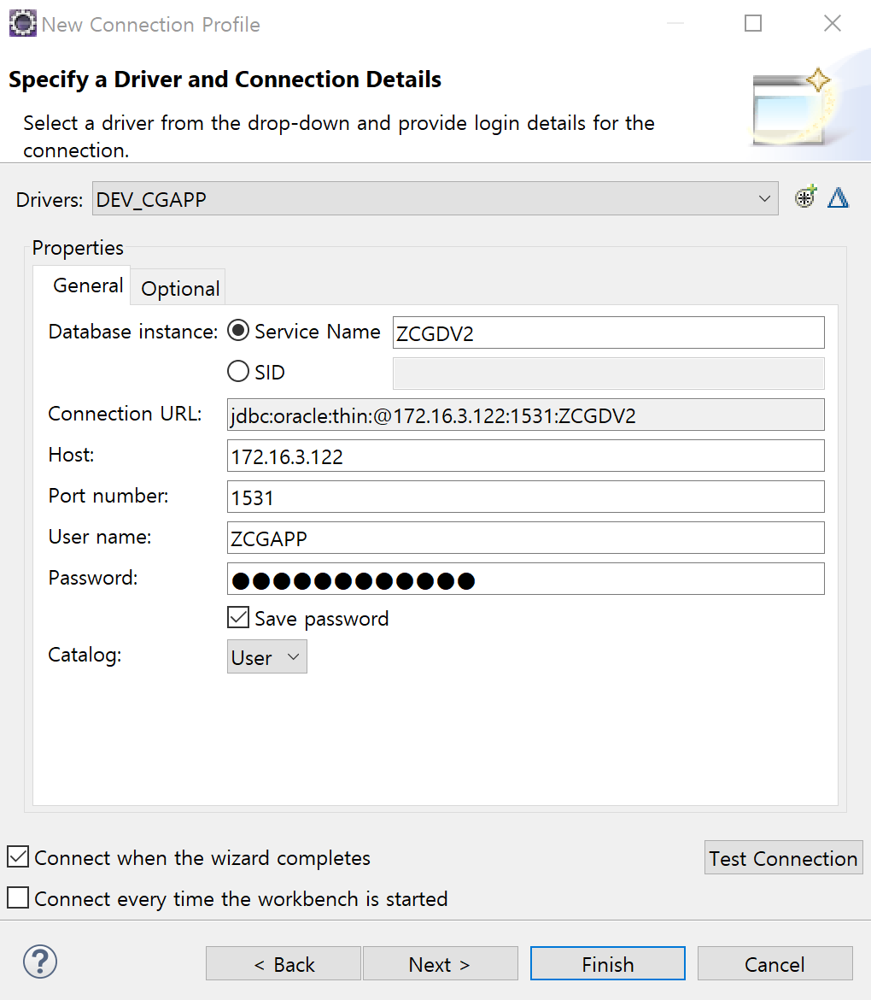 New Connection Profile
Specify a Driver and Connection Details
Select a driver from the drop-down and provide login details for the
connection.
Drivers: DEV_CGAPP
Properties
General Optional
Database instance: Service Name ZCGDV2
SID
Connection URL: jdbc:oracle:thin:@172.16.3.122:1531:ZCGDV2
Host: 172.16.3.122
Port number: 1531
User name: ZCGAPP
Password: ●●●●●●●●●●●●
Save password
Catalog: User
Connect when the wizard completes Test Connection
Connect every time the workbench is started
? < Back Next > Finish Cancel